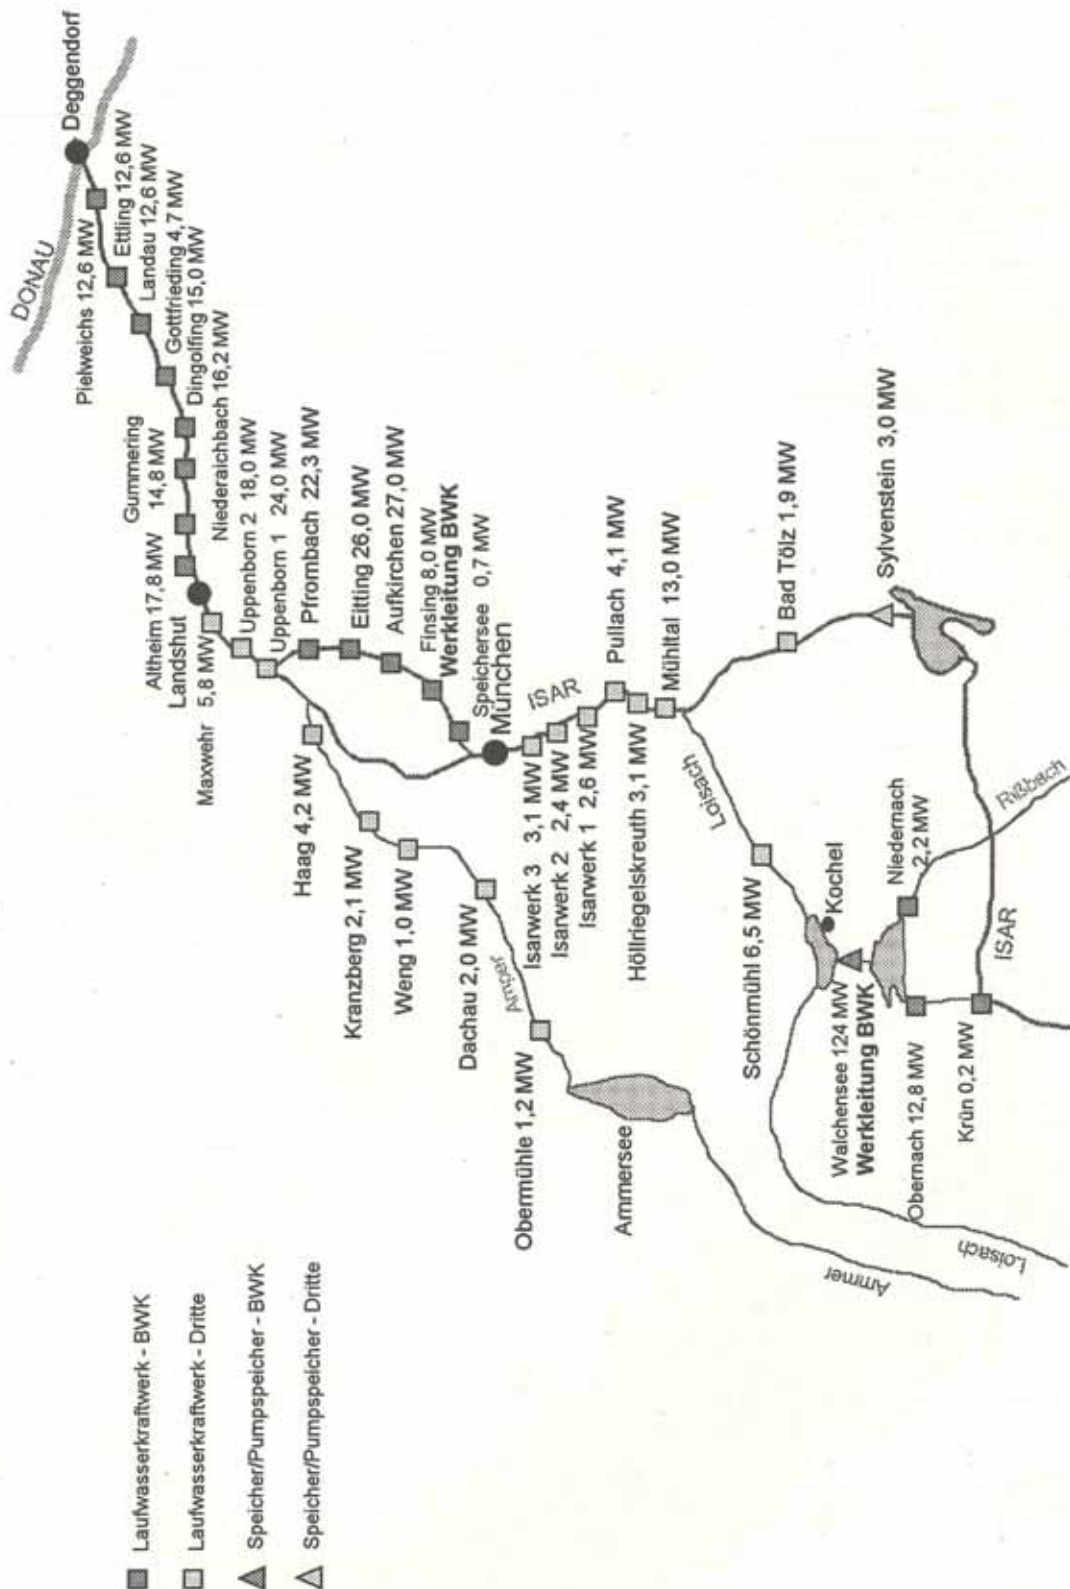 DONAU
Deggendorf
Pielweichs 12,6 MW
Ettling 12,6 MW
Landau 12,6 MW
Gottfrieding 4,7 MW
Dingolfing 15,0 MW
Gummering
14,8 MW
Niederaichbach 16,2 MW
Altheim 17,8 MW
Landshut
Maxwehr 5,8 MW
Uppenborn 2 18,0 MW
Uppenborn 1 24,0 MW
Pfrombach 22,3 MW
Eitting 26,0 MW
Aufkirchen 27,0 MW
Finsing 8,0 MW
Werkleitung BWK
Speichersee 0,7 MW
München
Haag 4,2 MW
Kranzberg 2,1 MW
Weng 1,0 MW
Dachau 2,0 MW
Amper
Obermühle 1,2 MW
Ammersee
Ammer
ISAR
Isarwerk 3 3,1 MW
Isarwerk 2 2,4 MW
Isarwerk 1 2,6 MW
Pullach 4,1 MW
Höllriegelskreuth 3,1 MW
Mühltal 13,0 MW
Loisach
Schönmühl 6,5 MW
Bad Tölz 1,9 MW
Sylvenstein 3,0 MW
Kochel
Walchensee 124 MW
Werkleitung BWK
Niedernach
2,2 MW
Rißbach
Obernach 12,8 MW
Krün 0,2 MW
ISAR
Loisach
Laufwasserkraftwerk - BWK
Laufwasserkraftwerk - Dritte
Speicher/Pumpspeicher - BWK
Speicher/Pumpspeicher - Dritte